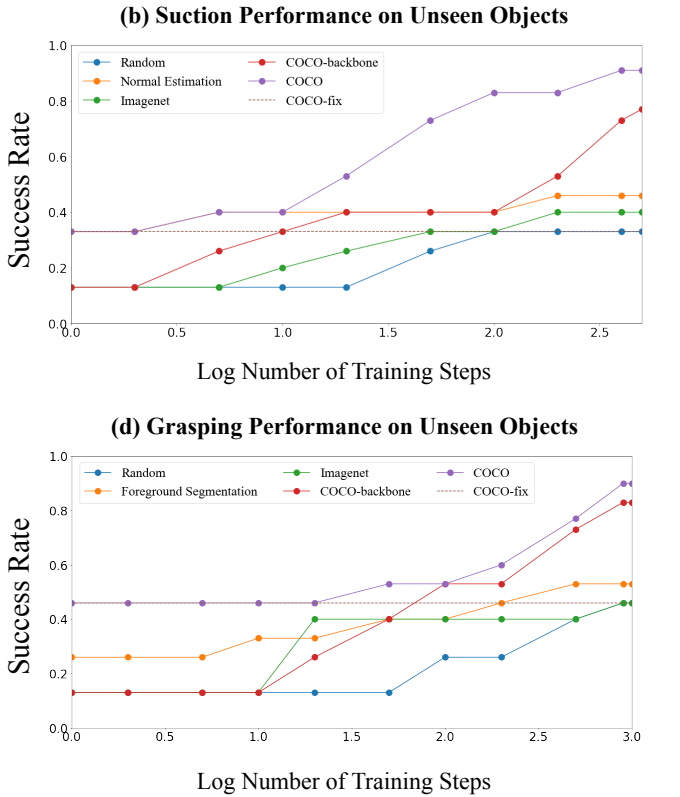 (b) Suction Performance on Unseen Objects
Success Rate
1.0
0.8
0.6
0.4
0.2
0.0
Random
Normal Estimation
Imagenet
COCO-backbone
COCO
COCO-fix
0.0 0.5 1.0 1.5 2.0 2.5
Log Number of Training Steps
(d) Grasping Performance on Unseen Objects
Success Rate
1.0
0.8
0.6
0.4
0.2
0.0
Random
Foreground Segmentation
Imagenet
COCO-backbone
COCO
COCO-fix
0.0 0.5 1.0 1.5 2.0 2.5 3.0
Log Number of Training Steps